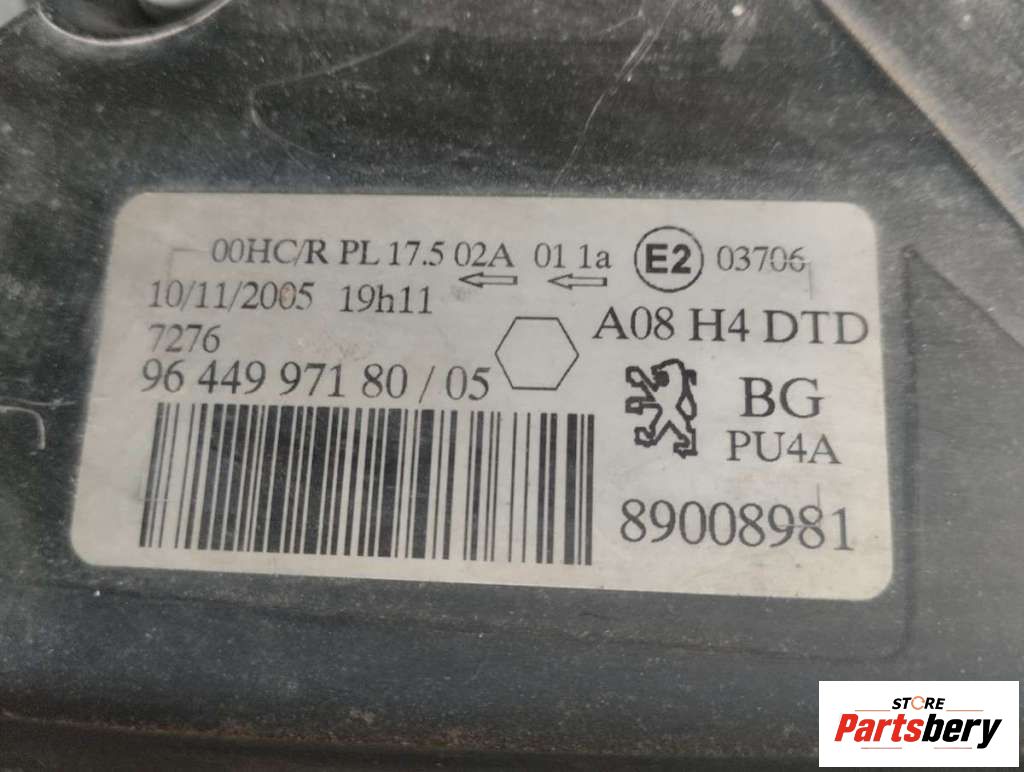 00HC/R PL 17.5 02A 01 1a E2 03706
10/11/2005 19h11
7276
A08 H4 DTD
96 449 971 80 / 05
BG
PU4A
89008981
STORE
Partsbery